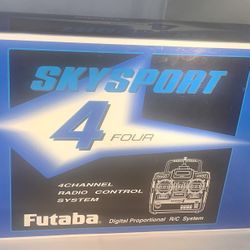 SKYSPORT
4
FOUR
4CHANNEL
RADIO CONTROL
SYSTEM
Futaba
Digital Proportional R/C System